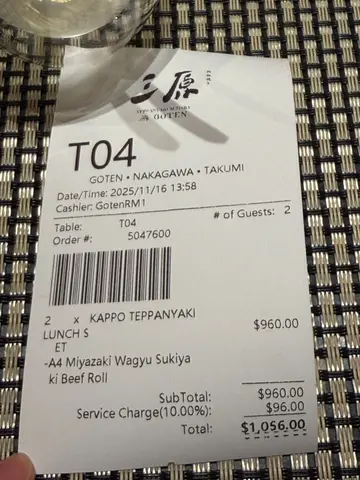 三原
GOTEN
T04
GOTEN • NAKAGAWA • TAKUMI
Date/Time: 2025/11/16 13:58
Cashier: GotenRM1
# of Guests: 2
Table: T04
Order #: 5047600
2 x KAPPO TEPPANYAKI
LUNCH S
ET
$960.00
-A4 Miyazaki Wagyu Sukiya
ki Beef Roll
SubTotal: $960.00
Service Charge(10.00%): $96.00
Total: $1,056.00